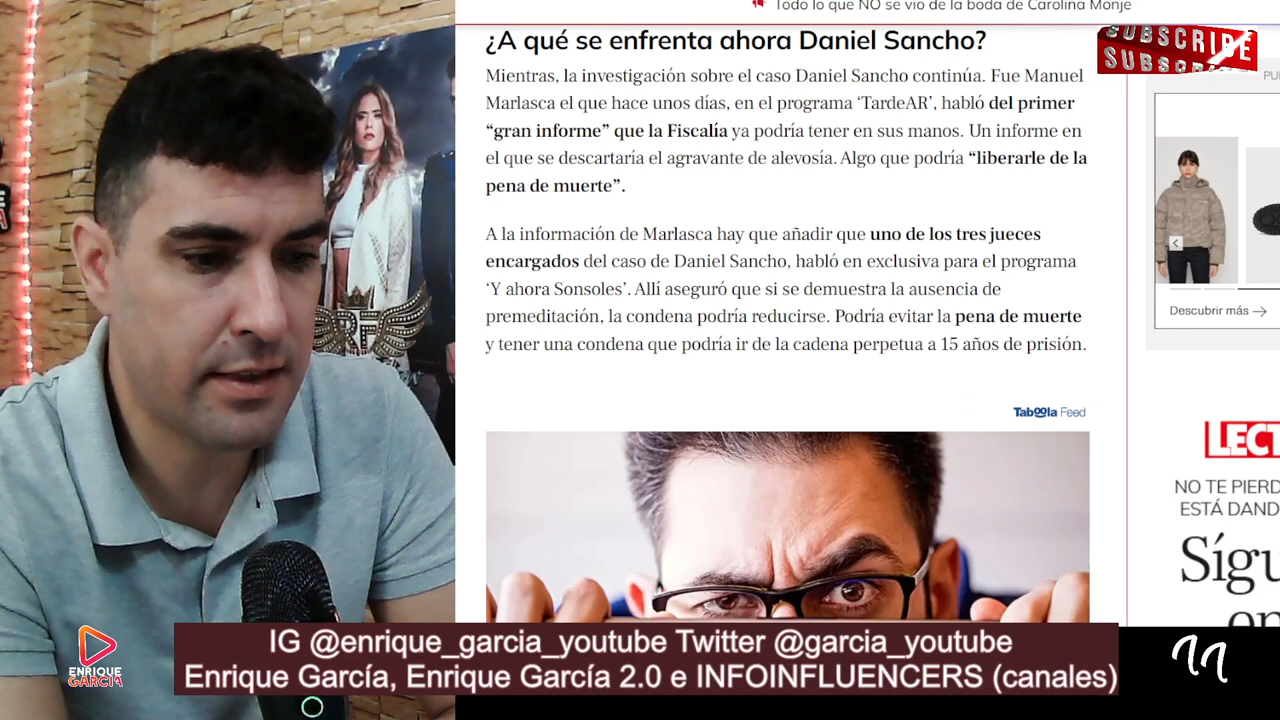 Todo lo que NO se vio de la boda de Carolina Monje
¿A qué se enfrenta ahora Daniel Sancho?
Mientras, la investigación sobre el caso Daniel Sancho continúa. Fue Manuel
Marlasca el que hace unos días, en el programa ‘TardeAR’, habló del primer
“gran informe” que la Fiscalía ya podría tener en sus manos. Un informe en
el que se descartaría el agravante de alevosía. Algo que podría “liberarle de la
pena de muerte”.
A la información de Marlasca hay que añadir que uno de los tres jueces
encargados del caso de Daniel Sancho, habló en exclusiva para el programa
‘Y ahora Sonsoles’. Allí aseguró que si se demuestra la ausencia de
premeditación, la condena podría reducirse. Podría evitar la pena de muerte
y tener una condena que podría ir de la cadena perpetua a 15 años de prisión.
Taboola Feed
SUBSCRIBE
SUBSCRIBE
PU
Descubrir más
LECT
NO TE PIERD
ESTÁ DAND
Sígu
en
IG @enrique_garcia_youtube Twitter @garcia_youtube
Enrique García, Enrique García 2.0 e INFOINFLUENCERS (canales)
ENRIQUE
GARCÍA